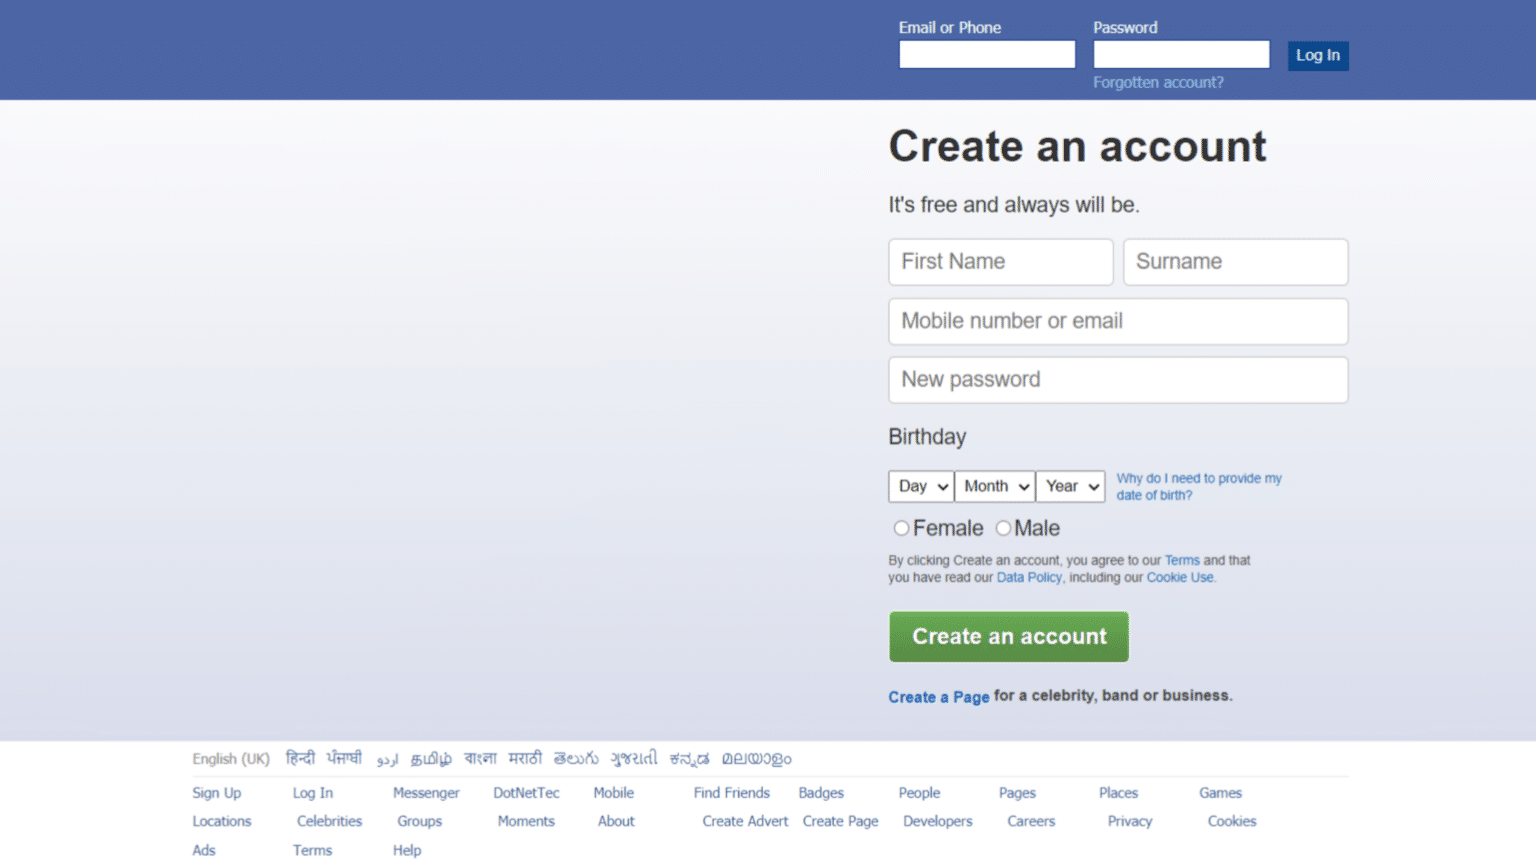 Email or Phone Password
Log In
Forgotten account?
Create an account
It's free and always will be.
First Name Surname
Mobile number or email
New password
Birthday
Day Month Year Why do I need to provide my
date of birth?
Female Male
By clicking Create an account, you agree to our Terms and that
you have read our Data Policy, including our Cookie Use.
Create an account
Create a Page for a celebrity, band or business.
English (UK) हिन्दी ਪੰਜਾਬੀ اردو தமிழ் বাংলা मराठी తెలుగు ગુજરાતી ಕನ್ನಡ മലയാളം
Sign Up Log In Messenger DotNetTec Mobile Find Friends Badges People Pages Places Games
Locations Celebrities Groups Moments About Create Advert Create Page Developers Careers Privacy Cookies
Ads Terms Help